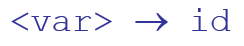 <var> → id